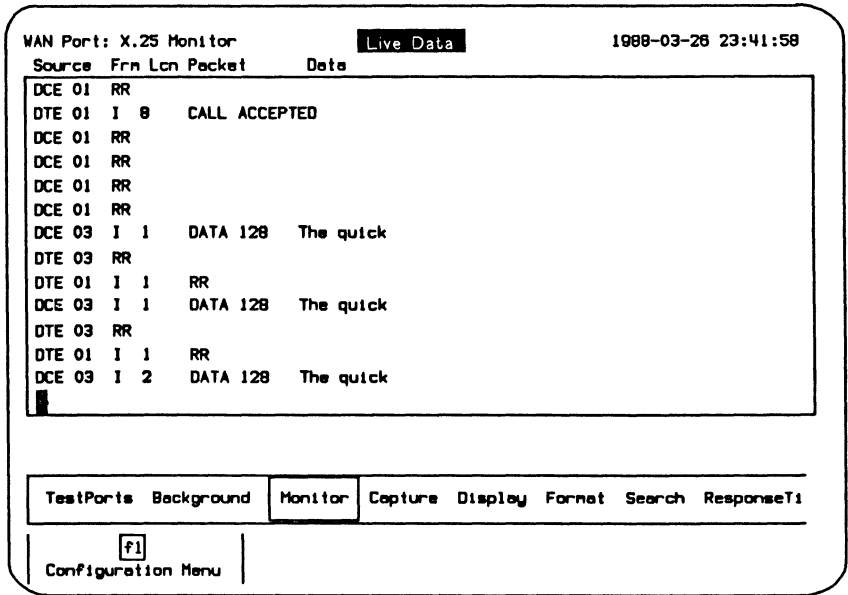 WAN Port: X.25 Monitor Live Data 1988-03-26 23:41:58
Source Frm Lcn Packet Data
DCE 01 RR
DTE 01 I 8 CALL ACCEPTED
DCE 01 RR
DCE 01 RR
DCE 01 RR
DCE 01 RR
DCE 03 I 1 DATA 128 The quick
DTE 03 RR
DTE 01 I 1 RR
DCE 03 I 1 DATA 128 The quick
DTE 03 RR
DTE 01 I 1 RR
DCE 03 I 2 DATA 128 The quick
TestPorts Background Monitor Capture Display Format Search ResponseTi
f1
Configuration Menu